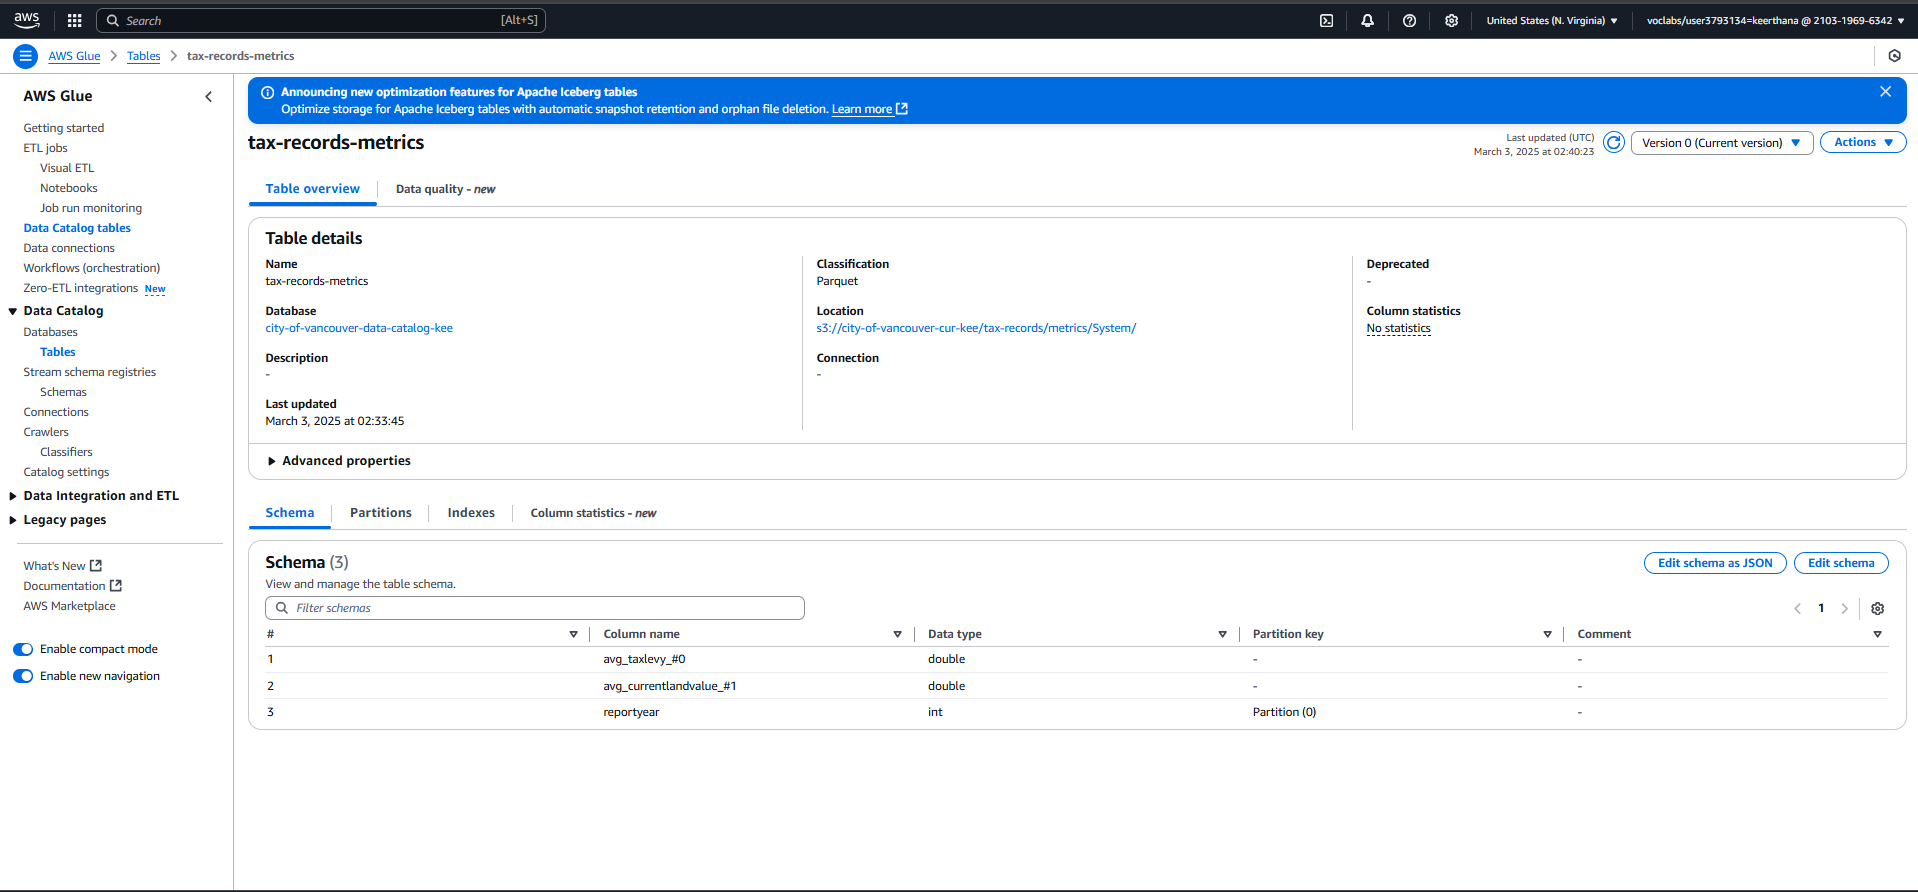 aws
Search [Alt+S]
United States (N. Virginia)
voclabs/user3793134=keerthana @ 2103-1969-6342
AWS Glue
Tables
tax-records-metrics
AWS Glue
Getting started
ETL jobs
Visual ETL
Notebooks
Job run monitoring
Data Catalog tables
Data connections
Workflows (orchestration)
Zero-ETL integrations New
Data Catalog
Databases
Tables
Stream schema registries
Schemas
Connections
Crawlers
Classifiers
Catalog settings
Data Integration and ETL
Legacy pages
What's New
Documentation
AWS Marketplace
Enable compact mode
Enable new navigation
Announcing new optimization features for Apache Iceberg tables
Optimize storage for Apache Iceberg tables with automatic snapshot retention and orphan file deletion. Learn more
tax-records-metrics
Last updated (UTC)
March 3, 2025 at 02:40:23
Version 0 (Current version)
Actions
Table overview
Data quality - new
Table details
Name
tax-records-metrics
Database
city-of-vancouver-data-catalog-kee
Description
-
Last updated
March 3, 2025 at 02:33:45
Classification
Parquet
Location
s3://city-of-vancouver-cur-kee/tax-records/metrics/System/
Connection
-
Deprecated
-
Column statistics
No statistics
Advanced properties
Schema
Partitions
Indexes
Column statistics - new
Schema (3)
View and manage the table schema.
Edit schema as JSON
Edit schema
Filter schemas
1
# Column name Data type Partition key Comment
1 avg_taxlevy_#0 double - -
2 avg_currentlandvalue_#1 double - -
3 reportyear int Partition (0) -